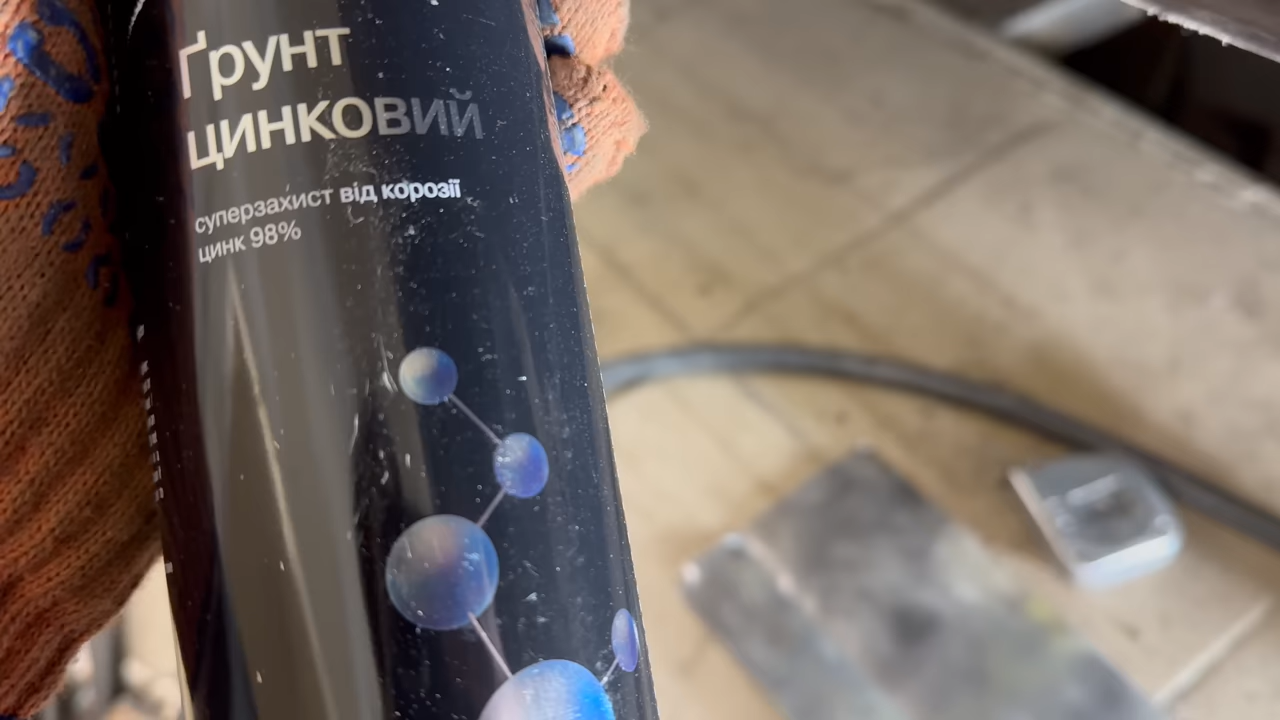 Ґрунт
цинковий
суперзахист від корозії
цинк 98%